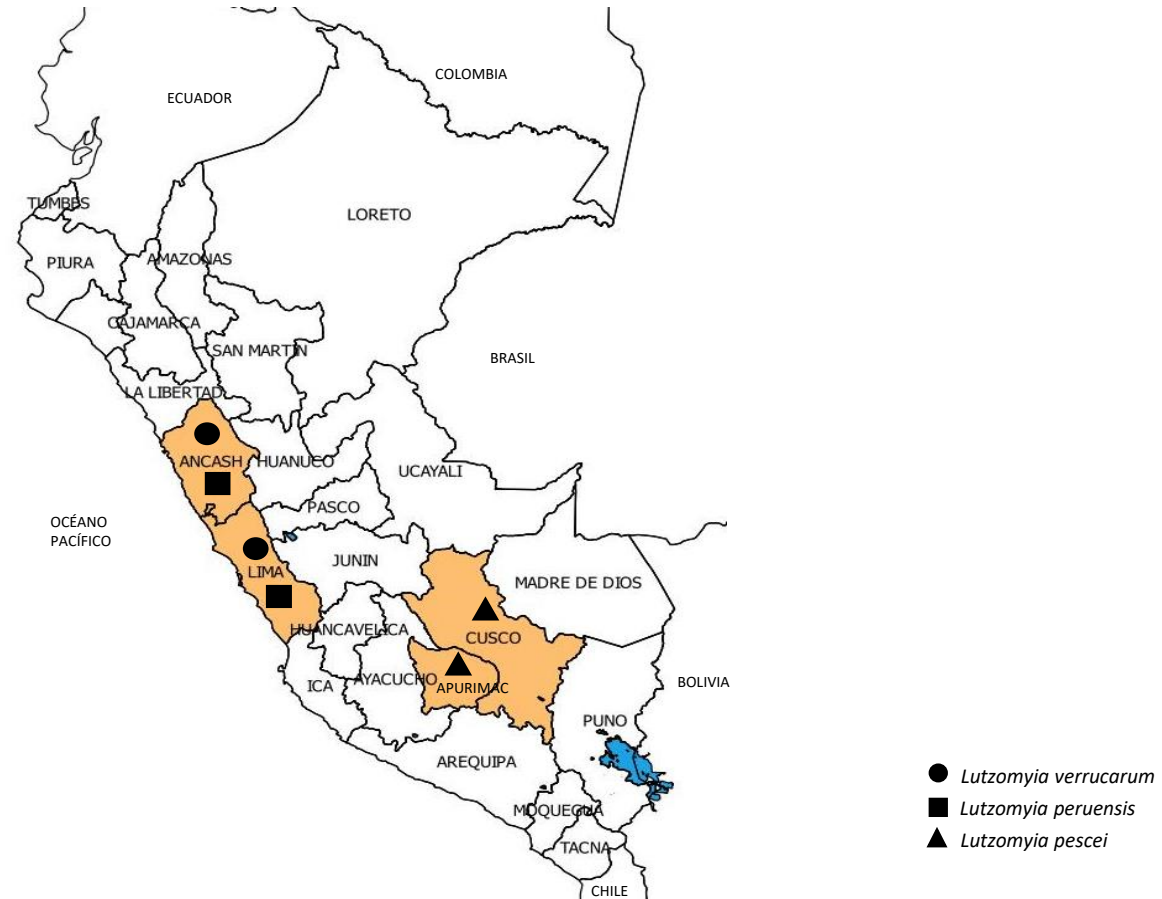 COLOMBIA
ECUADOR
TUMBES
LORETO
PIURA
AMAZONAS
CAJAMARCA
SAN MARTIN
BRASIL
LA LIBERTAD
ANCASH
HUANUCO
UCAYALI
PASCO
OCÉANO
PACÍFICO
JUNIN
LIMA
MADRE DE DIOS
HUANCAVELICA
CUSCO
ICA
AYACUCHO
APURIMAC
BOLIVIA
PUNO
AREQUIPA
MOQUEGUA
TACNA
CHILE
Lutzomyia verrucarum
Lutzomyia peruensis
Lutzomyia pescei